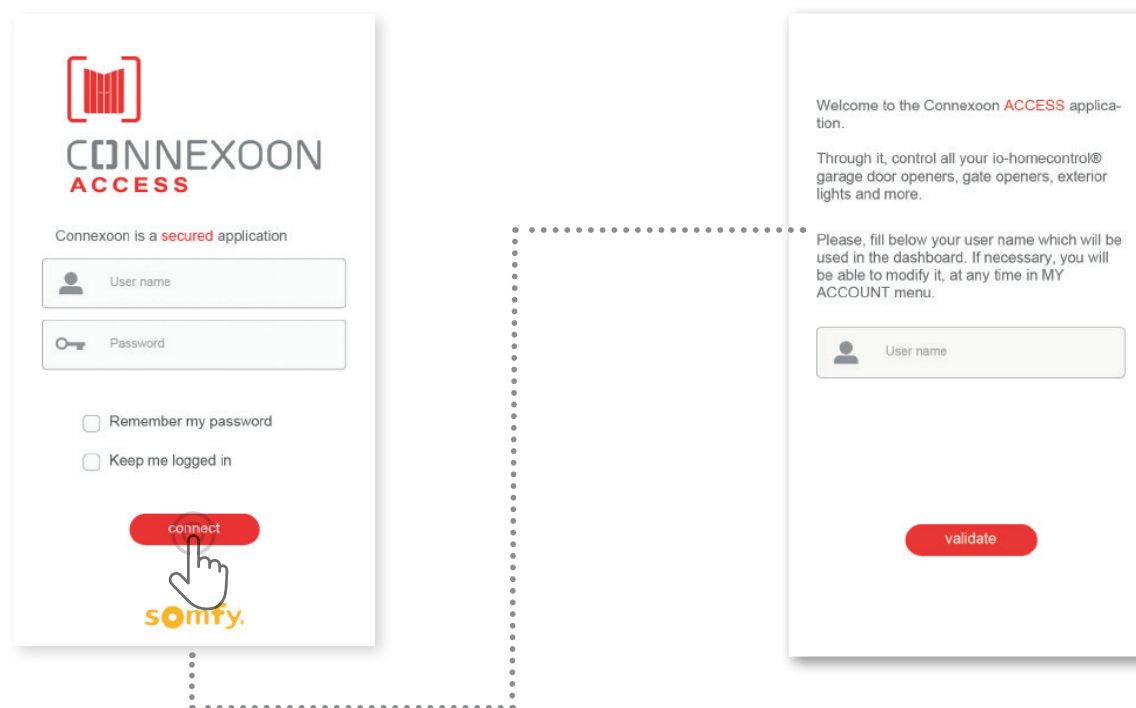 CONNEXOON
ACCESS
Connexoon is a secured application
User name
Password
Remember my password
Keep me logged in
connect
somfy.
Welcome to the Connexoon ACCESS applica-
tion.
Through it, control all your io-homecontrol®
garage door openers, gate openers, exterior
lights and more.
Please, fill below your user name which will be
used in the dashboard. If necessary, you will
be able to modify it, at any time in MY
ACCOUNT menu.
User name
validate